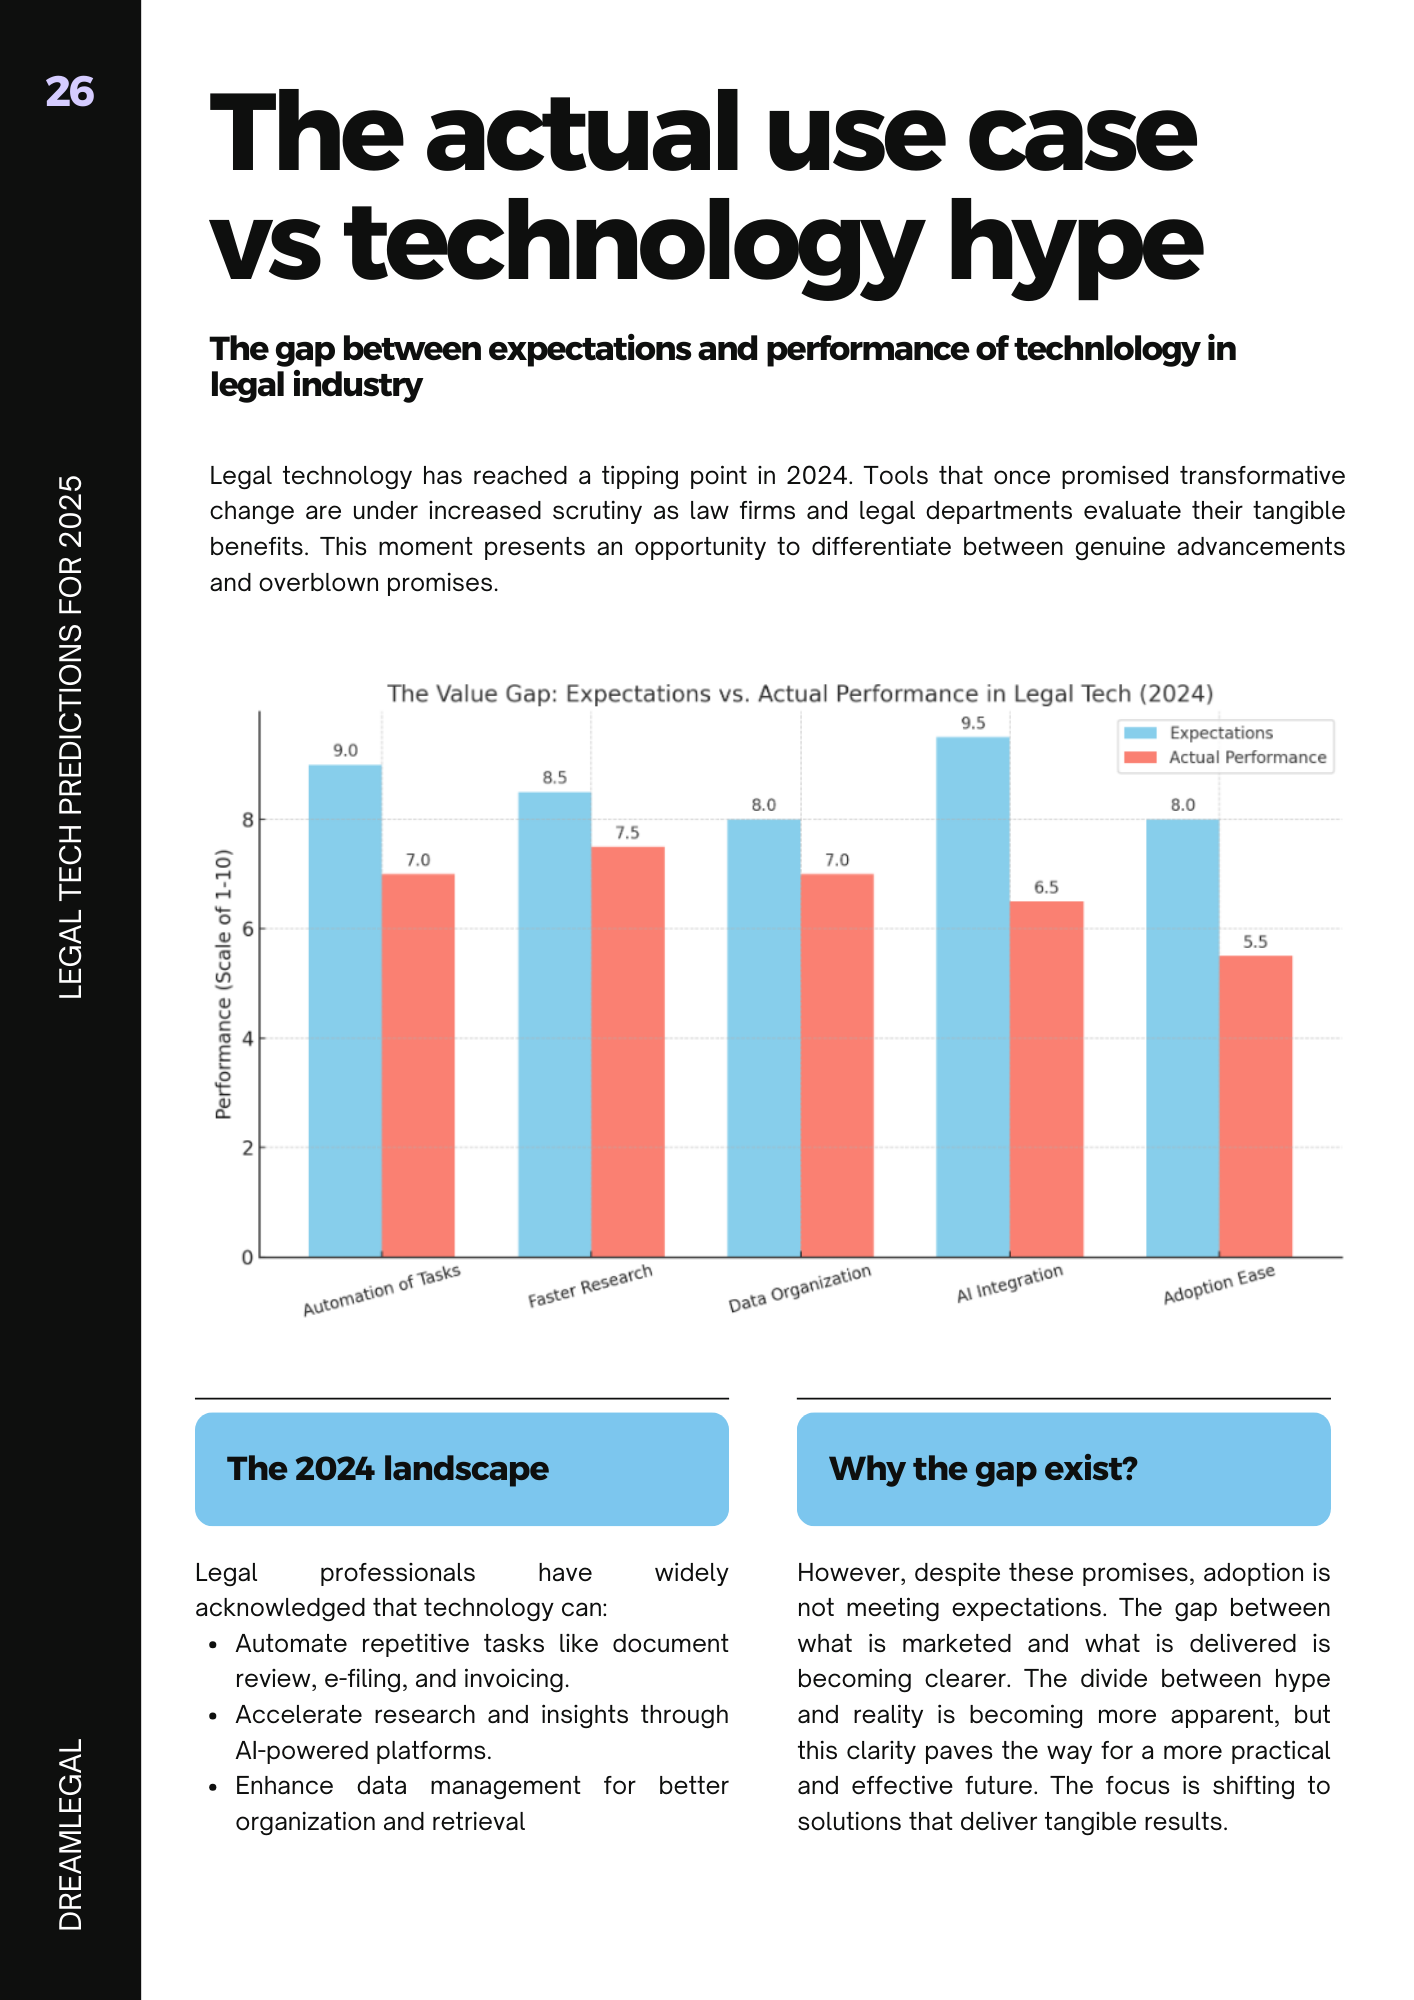 26
LEGAL TECH PREDICTIONS FOR 2025
DREAMLEGAL
The actual use case
vs technology hype
The gap between expectations and performance of technlology in
legal industry
Legal technology has reached a tipping point in 2024. Tools that once promised transformative
change are under increased scrutiny as law firms and legal departments evaluate their tangible
benefits. This moment presents an opportunity to differentiate between genuine advancements
and overblown promises.
The Value Gap: Expectations vs. Actual Performance in Legal Tech (2024)
Expectations
Actual Performance
Performance (Scale of 1-10)
8
6
4
2
0
9.0
7.0
8.5
7.5
8.0
7.0
9.5
6.5
8.0
5.5
Automation of Tasks
Faster Research
Data Organization
AI Integration
Adoption Ease
The 2024 landscape
Legal professionals have widely
acknowledged that technology can:
• Automate repetitive tasks like document
review, e-filing, and invoicing.
• Accelerate research and insights through
AI-powered platforms.
• Enhance data management for better
organization and retrieval
Why the gap exist?
However, despite these promises, adoption is
not meeting expectations. The gap between
what is marketed and what is delivered is
becoming clearer. The divide between hype
and reality is becoming more apparent, but
this clarity paves the way for a more practical
and effective future. The focus is shifting to
solutions that deliver tangible results.